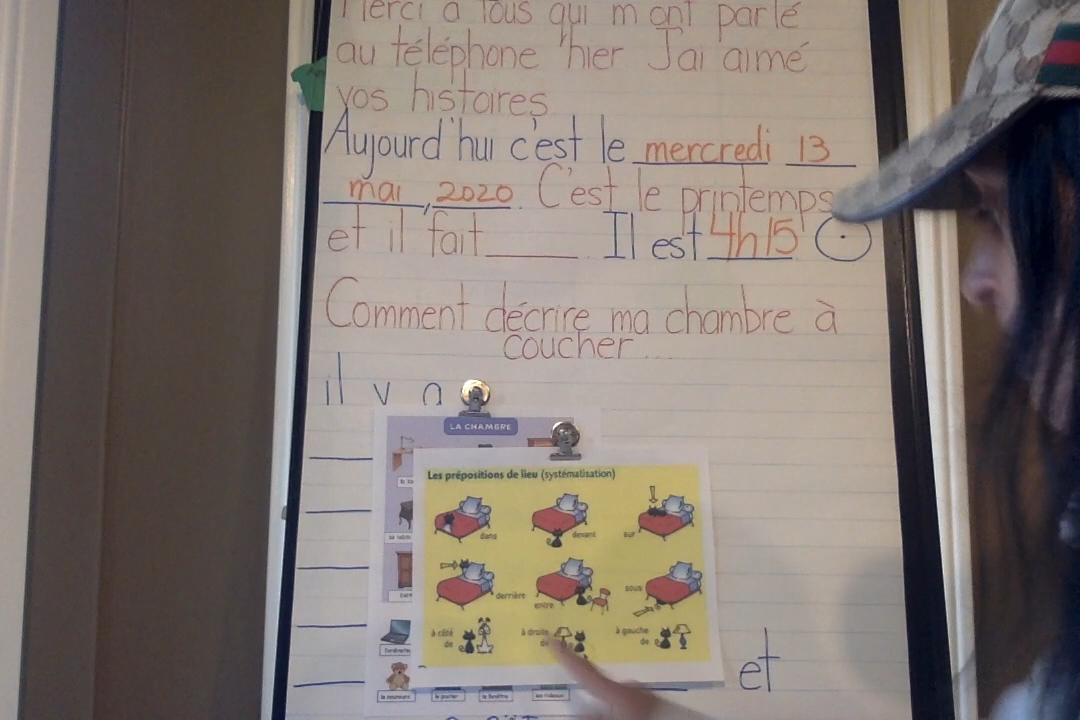 Merci à tous qui m'ont parlé
au téléphone hier J'ai aimé
vos histoires
Aujourd'hui c'est le mercredi 13
mai, 2020. C'est le printemps
et il fait______. Il est 4h15
Comment décrire ma chambre à
coucher...
il y a
LA CHAMBRE
Les prépositions de lieu (systématisation)
dans
devant
sur
derrière
entre
sous
à côté de
à droite de
à gauche de
et